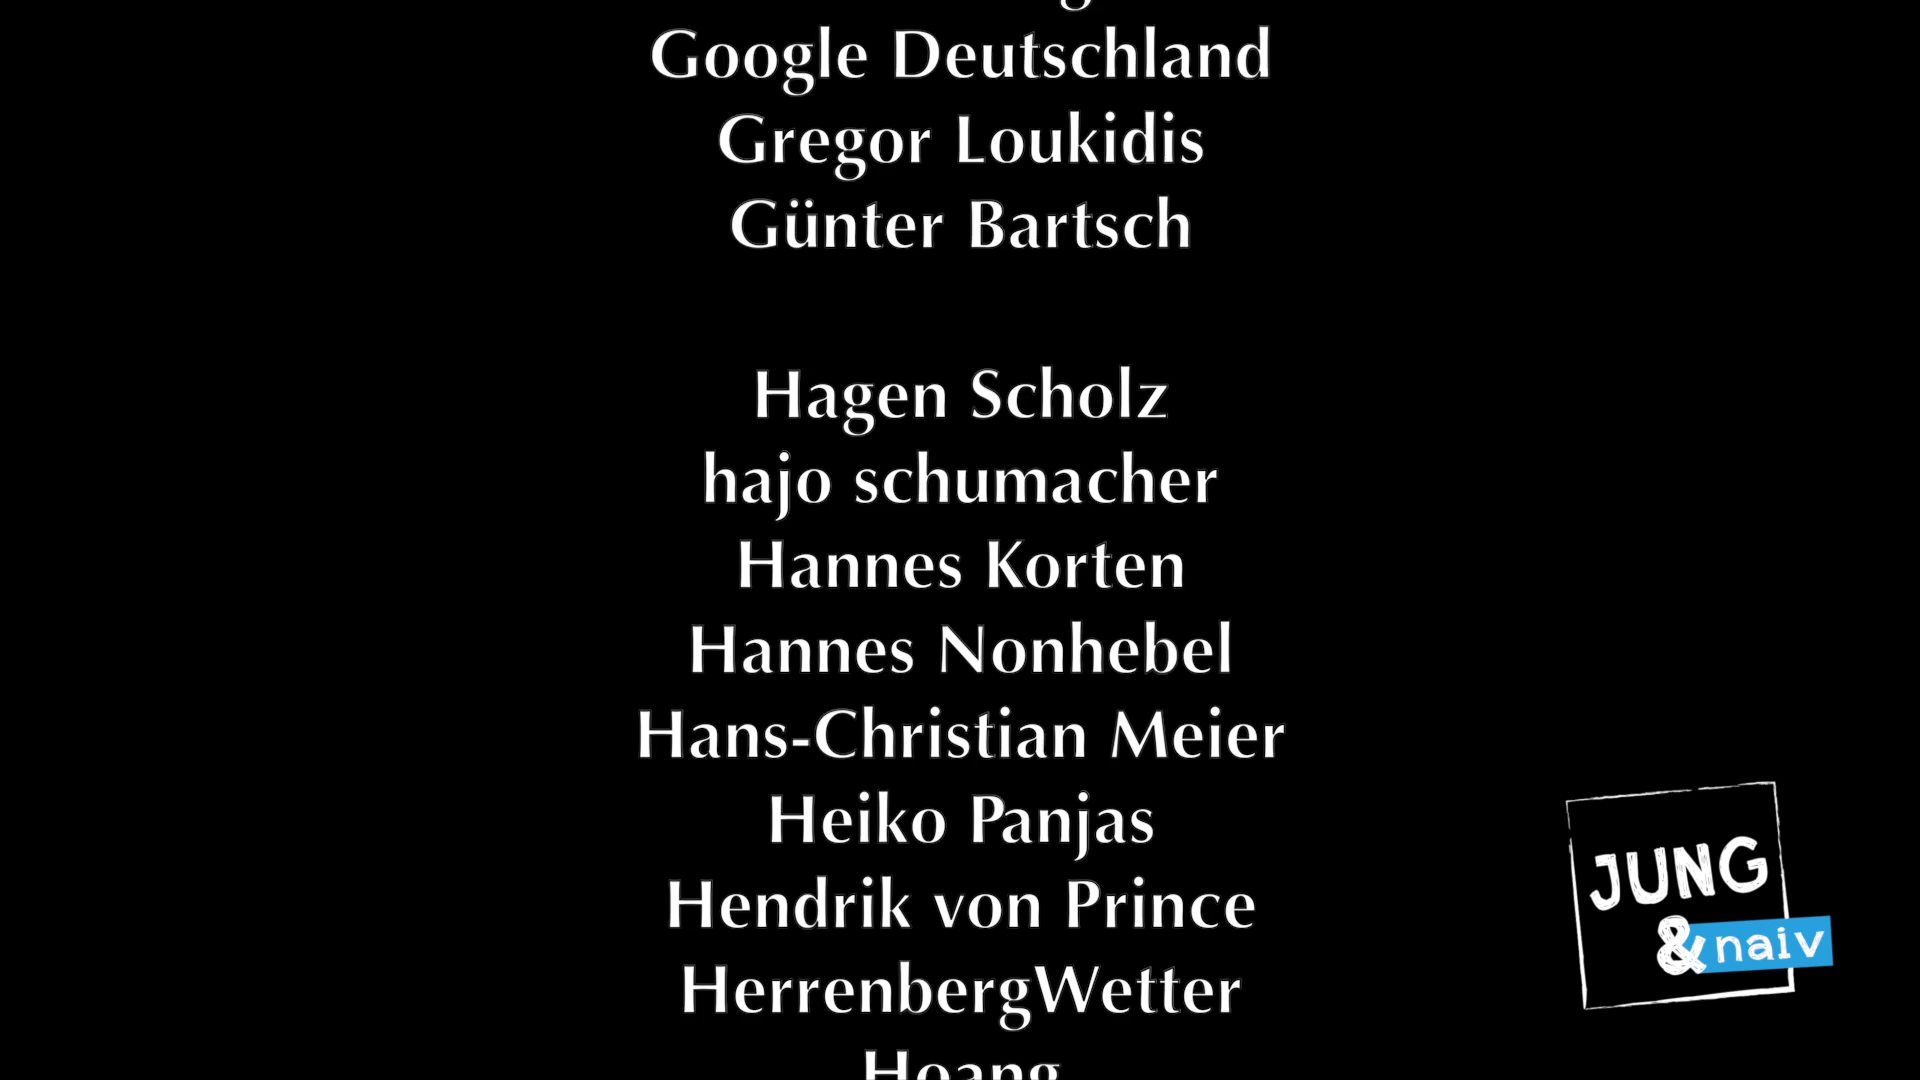 Google Deutschland
Gregor Loukidis
Günter Bartsch
Hagen Scholz
hajo schumacher
Hannes Korten
Hannes Nonhebel
Hans-Christian Meier
Heiko Panjas
Hendrik von Prince
HerrenbergWetter
Hoang
JUNG
&naiv